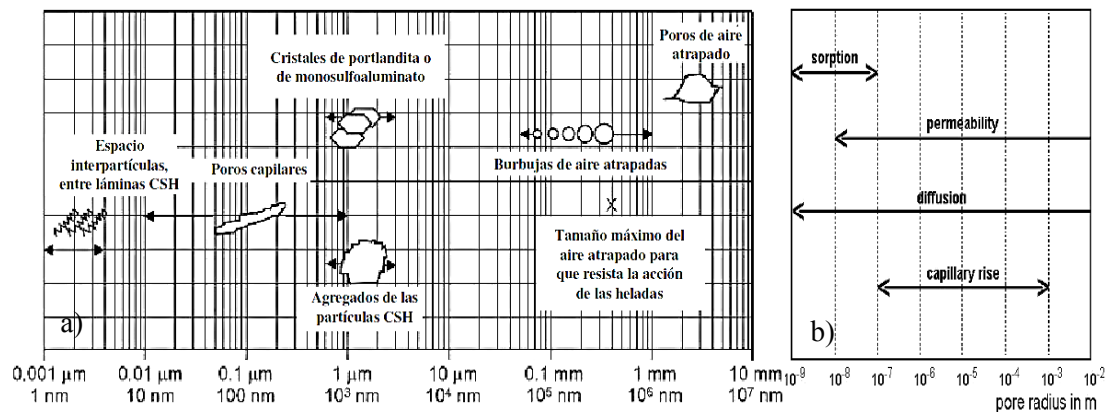 Poros de aire
atrapado
Cristales de portlandita o
de monosulfoaluminato
Espacio
interpartículas,
entre láminas CSH
Poros capilares
Burbujas de aire atrapadas
X
Tamaño máximo del
aire atrapado para
que resista la acción
de las heladas
Agregados de las
partículas CSH
a)
0.001 µm 0.01 µm 0.1 µm 1 µm 10 µm 0.1 mm 1 mm 10 mm
1 nm 10 nm 100 nm 10³ nm 10⁴ nm 10⁵ nm 10⁶ nm 10⁷ nm
sorption
permeability
diffusion
capillary rise
b)
10⁻⁹ 10⁻⁸ 10⁻⁷ 10⁻⁶ 10⁻⁵ 10⁻⁴ 10⁻³ 10⁻²
pore radius in m